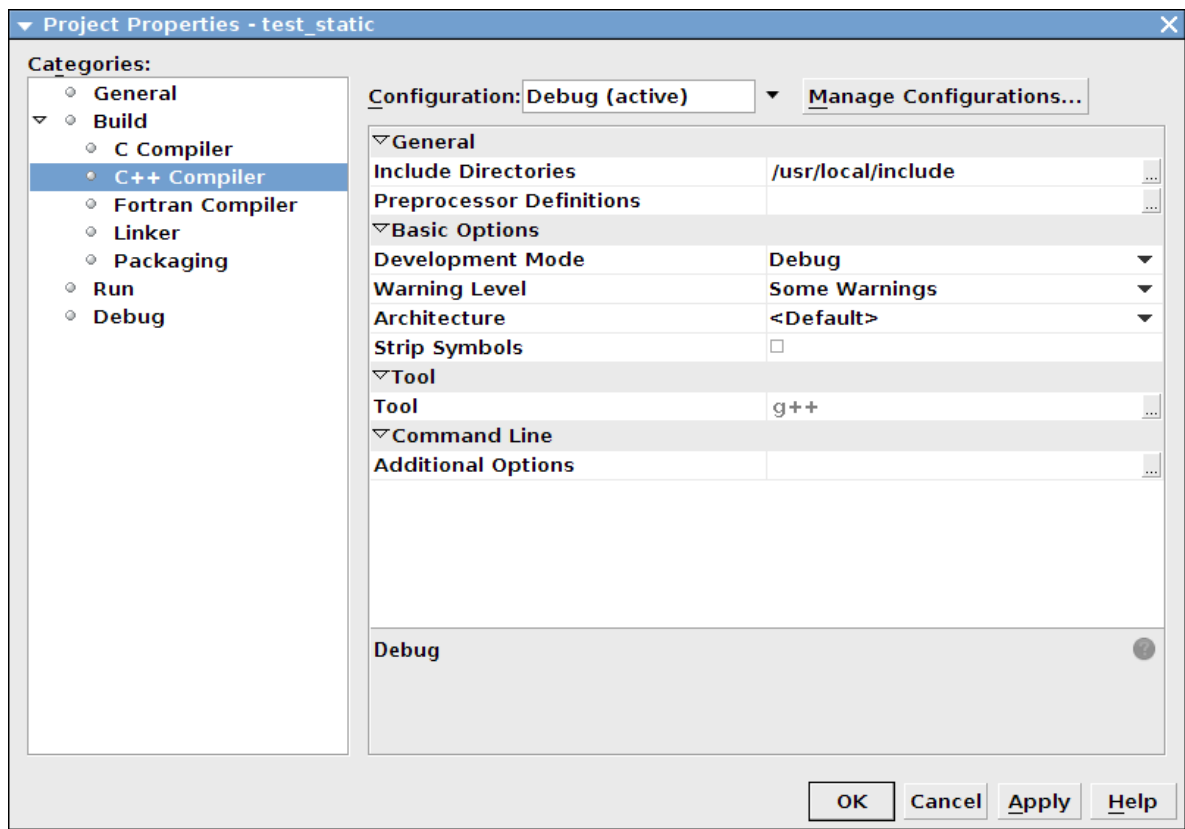 Project Properties - test_static
Categories:
General
Build
C Compiler
C++ Compiler
Fortran Compiler
Linker
Packaging
Run
Debug
Configuration: Debug (active) Manage Configurations...
General
Include Directories /usr/local/include ...
Preprocessor Definitions ...
Basic Options
Development Mode Debug
Warning Level Some Warnings
Architecture <Default>
Strip Symbols
Tool
Tool g++ ...
Command Line
Additional Options ...
Debug ?
OK Cancel Apply Help